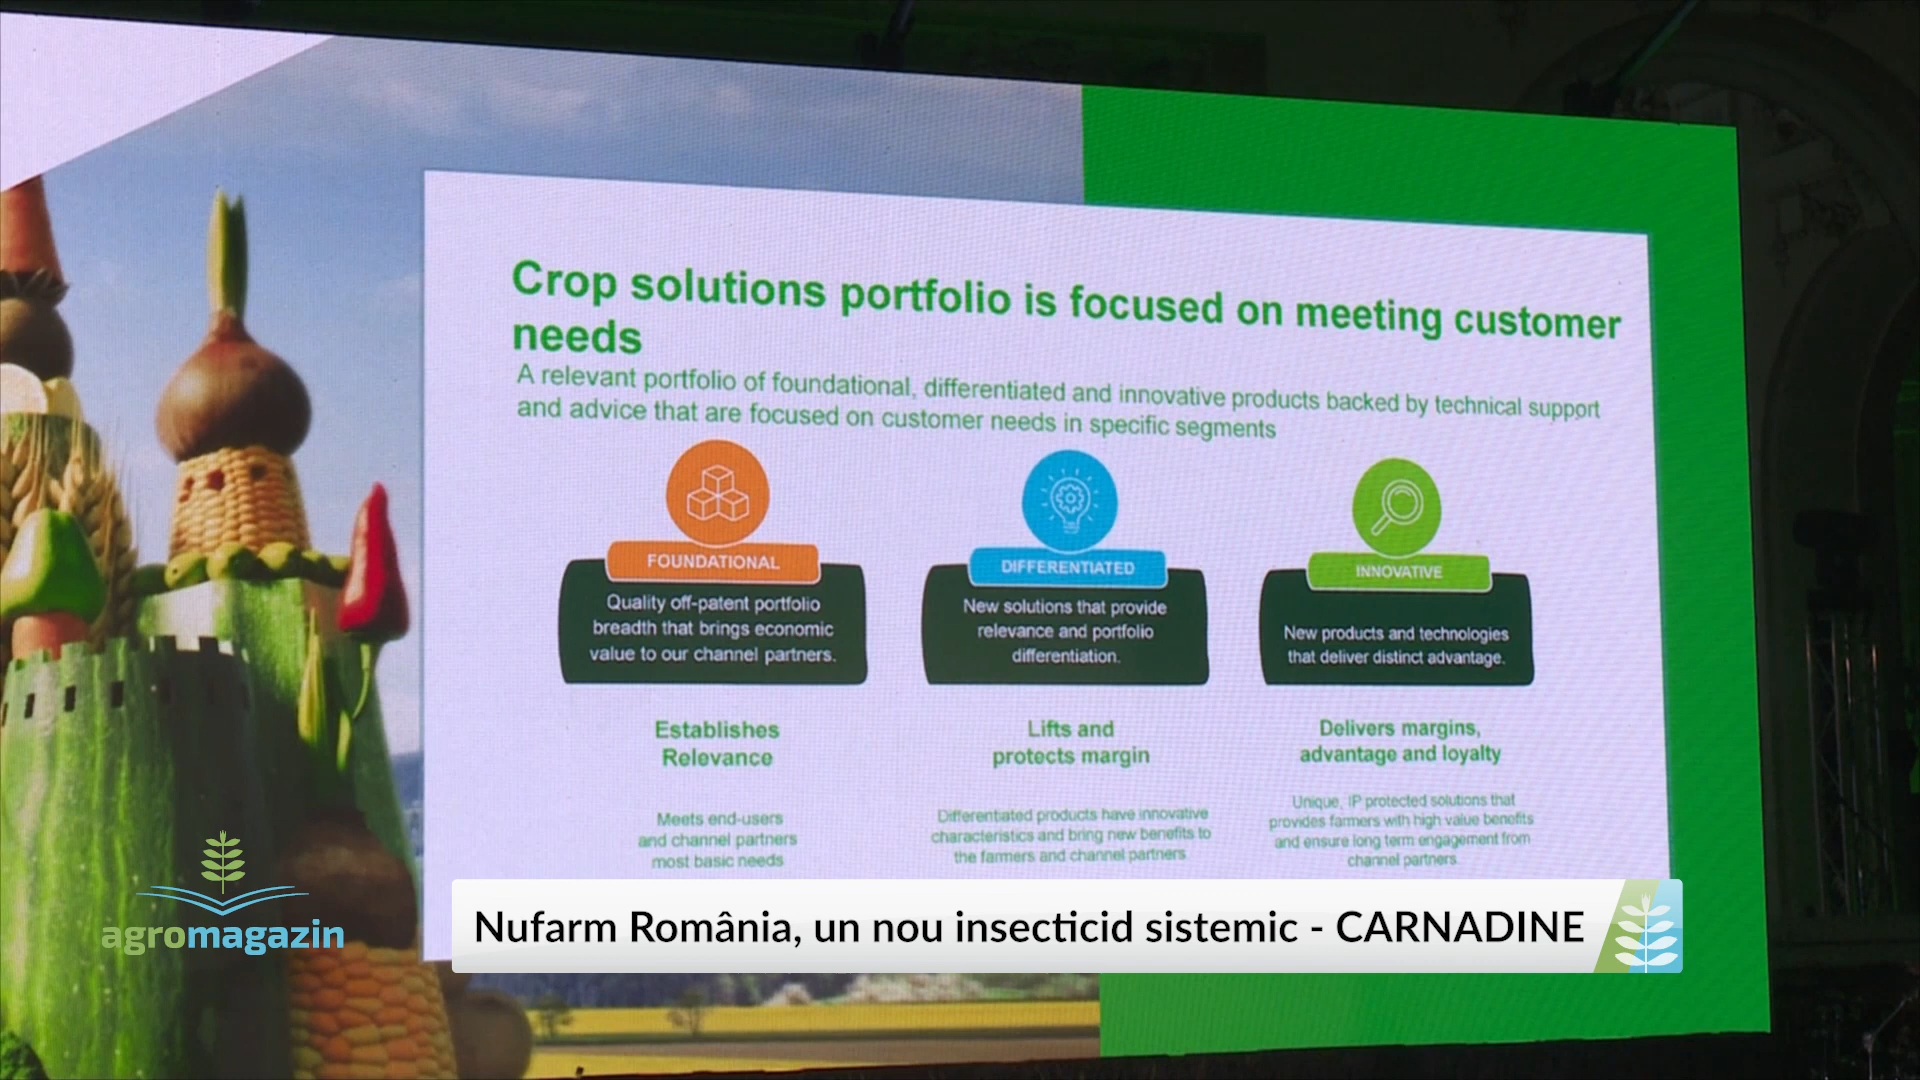 Crop solutions portfolio is focused on meeting customer
needs
A relevant portfolio of foundational, differentiated and innovative products backed by technical support
and advice that are focused on customer needs in specific segments
FOUNDATIONAL
Quality off-patent portfolio
breadth that brings economic
value to our channel partners.
Establishes
Relevance
Meets end-users
and channel partners
most basic needs
DIFFERENTIATED
New solutions that provide
relevance and portfolio
differentiation.
Lifts and
protects margin
Differentiated products have innovative
characteristics and bring new benefits to
the farmers and channel partners
INNOVATIVE
New products and technologies
that deliver distinct advantage.
Delivers margins,
advantage and loyalty
Unique, IP protected solutions that
provides farmers with high value benefits
and ensure long term engagement from
channel partners.
agromagazin
Nufarm România, un nou insecticid sistemic - CARNADINE